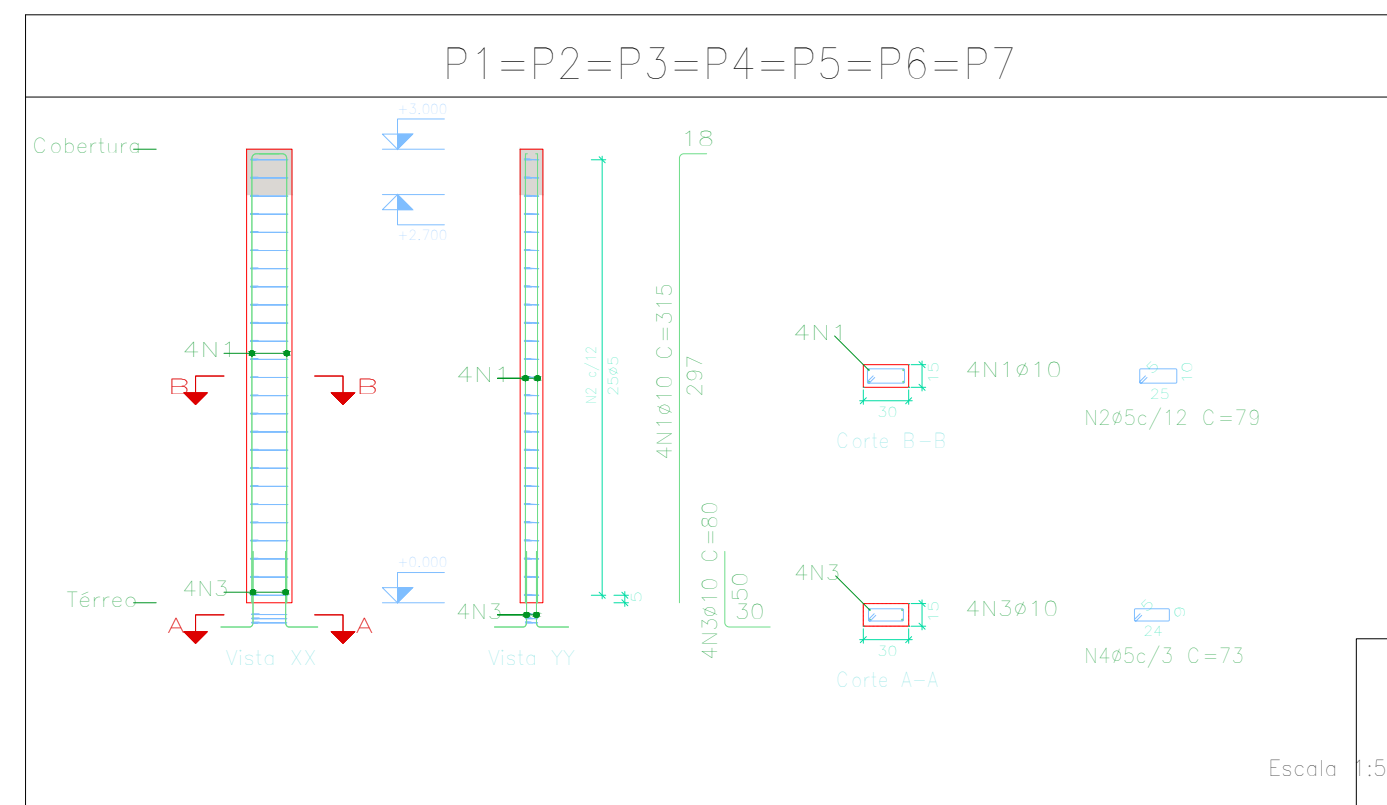 P1=P2=P3=P4=P5=P6=P7
Cobertura
+3.000
+2.700
18
4N1
B B
4N1
N2 c/12
25ø5
4N1ø10 C=315
297
4N1
15
30
4N1ø10
Corte B-B
5
10
25
N2ø5c/12 C=79
+0.000
Térreo
4N3
A A
Vista XX
4N3
5
Vista YY
4N3ø10 C=80
50
30
4N3
15
30
4N3ø10
Corte A-A
5
9
24
N4ø5c/3 C=73
Escala 1:5